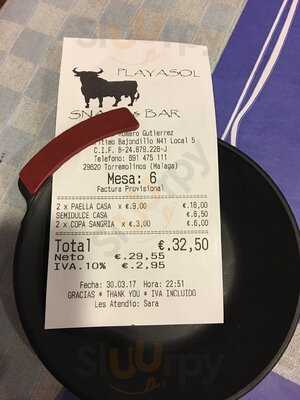 PLAYASOL
BAR
Gutierrez
Bajondillo N41 Local 5
C.I.F. B-24.879.228-J
Telefono: 691 475 111
29620 Torremolinos (Malaga)
Mesa: 6
Factura Provisional
2 x PAELLA CASA x €.9,00 €.18,00
SEMIDULCE CASA €.8,50
2 x COPA SANGRIA x €.3,00 €.6,00
Total €.32,50
Neto €.29,55
IVA.10% €.2,95
Fecha: 30.03.17 Hora: 22:51
GRACIAS * THANK YOU * IVA INCLUIDO
Les Atendio: Sara
Sluurpy